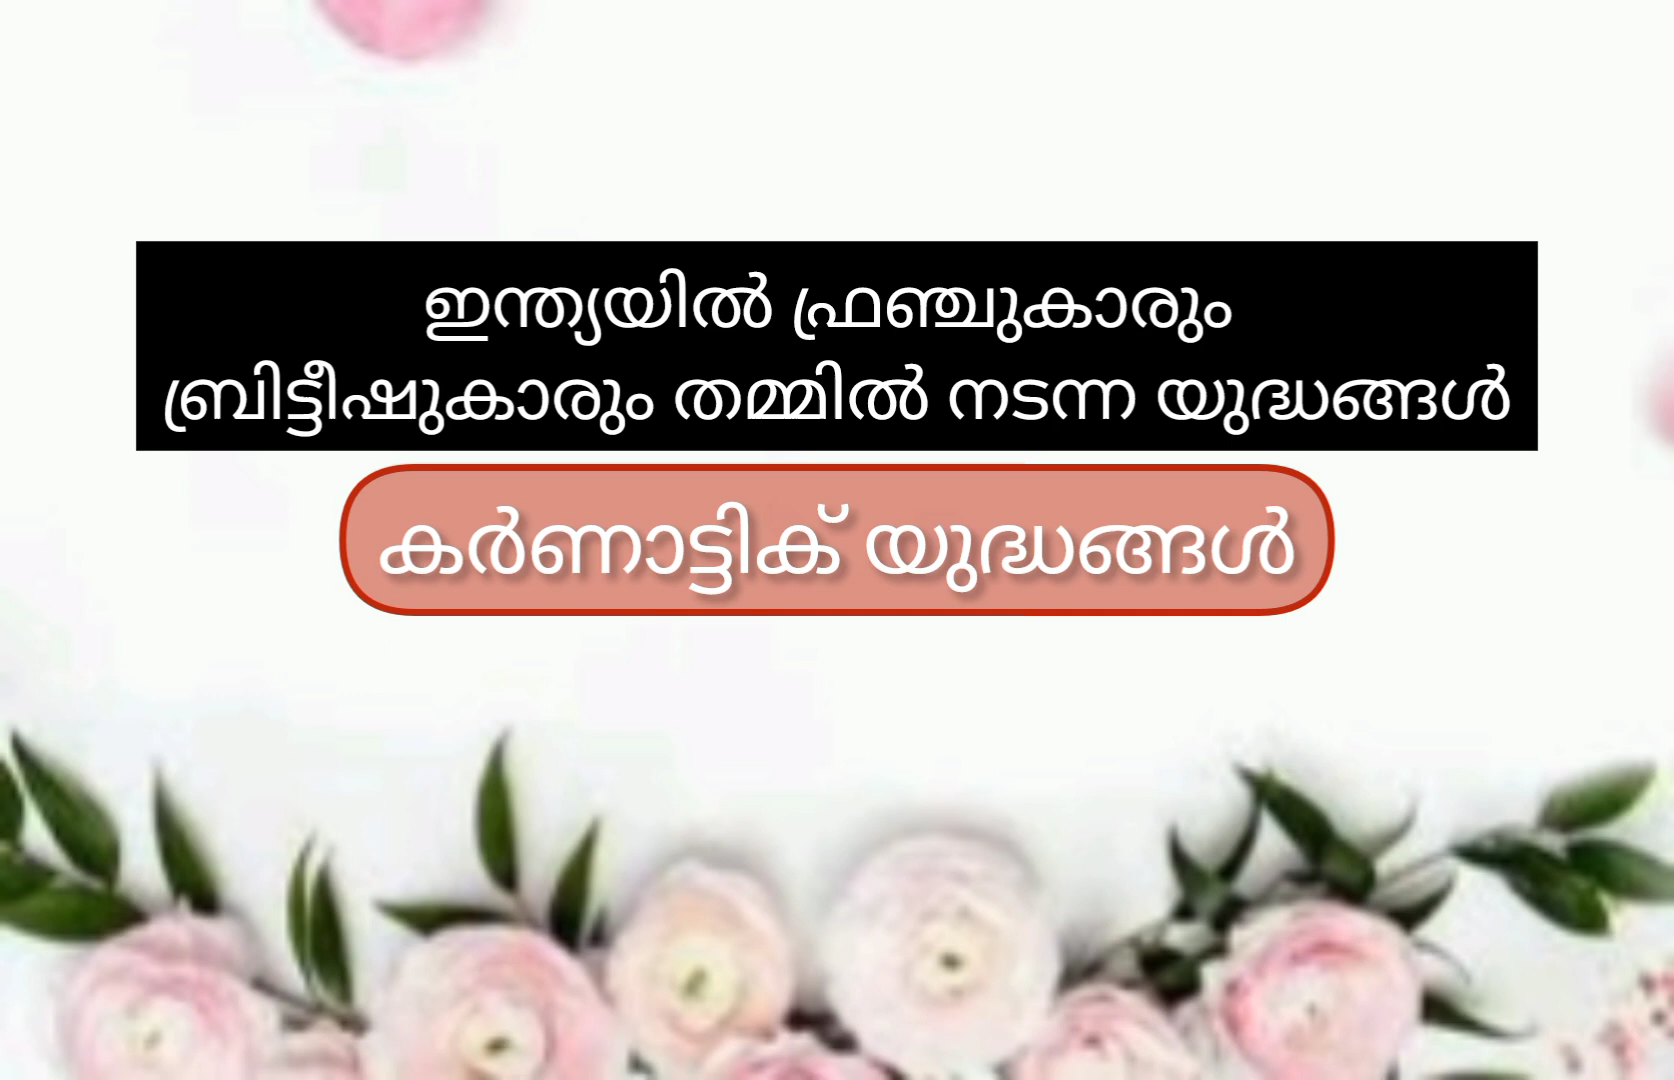 ഇന്ത്യയിൽ ഫ്രഞ്ചുകാരും
ബ്രിട്ടീഷുകാരും തമ്മിൽ നടന്ന യുദ്ധങ്ങൾ
കർണാട്ടിക് യുദ്ധങ്ങൾ